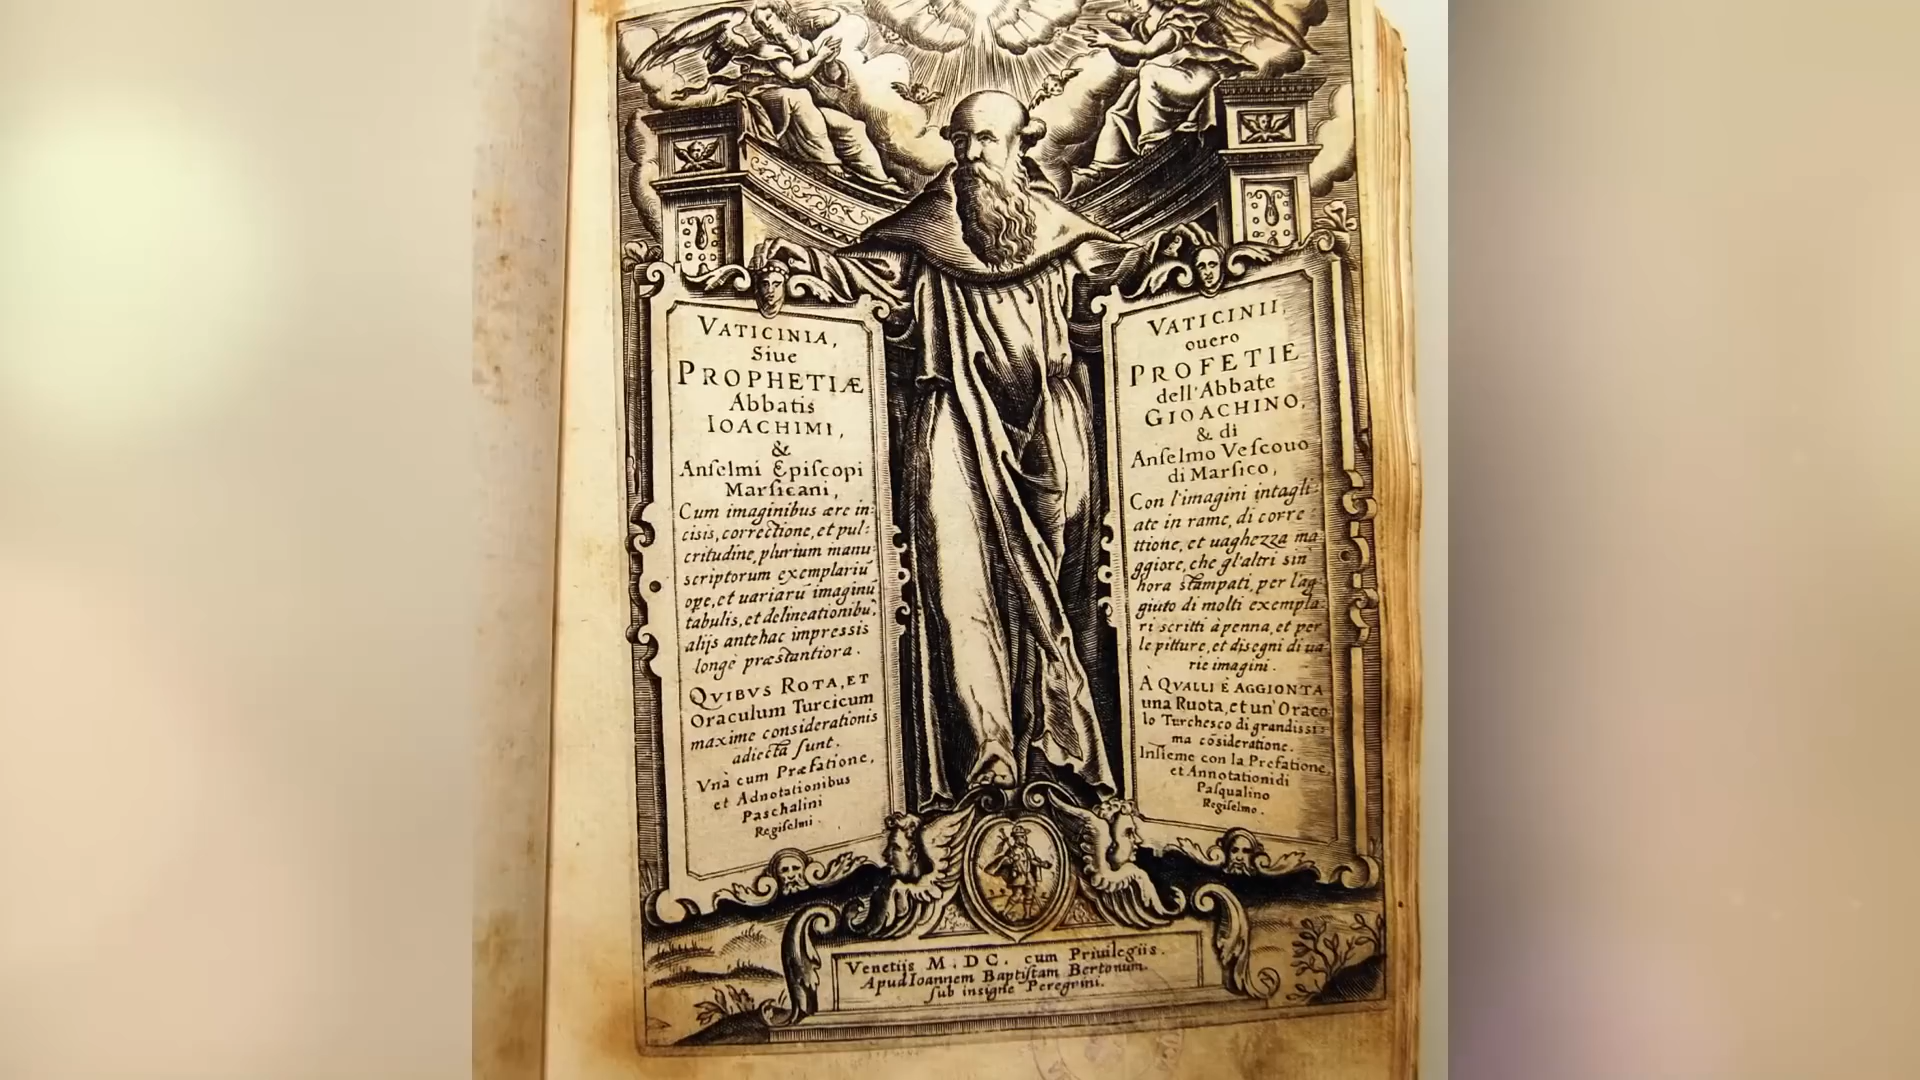 VATICINIA,
Siue
PROPHETIÆ
Abbatis
IOACHIMI,
&
Anſelmi Epiſcopi
Marſicani,
Cum imaginibus ære in:
ciſis, correctione, et pul:
critudine, plurium manu:
scriptorum exemplariū
ope, et uariarū imaginū
tabulis, et delineationibu,
alijs antehac impressis
longè præstantiora.
QVIBVS ROTA, ET
Oraculum Turcicum
maxime considerationis
adiecta ſunt.
Vnà cum Præfatione,
et Adnotationibus
Paschalini
Regiſelmi.
VATICINII,
ouero
PROFETIE
dell'Abbate
GIOACHINO,
& di
Anſelmo Veſcouo
di Marſico,
Con l'imagini intagli:
ate in rame, di corre:
ttione, et uaghezza ma
ggiore, che gl'altri sin'
hora stampati, per l'ag:
giuto di molti exempla:
ri scritti à penna, et per
le pitture, et disegni di ua
rie imagini.
A QVALLI È AGGIONTA
una Ruota, et un' Oraco
lo Turcheſco di grandissi:
ma cōsideratione.
Inſieme con la Prefatione,
et Annotationi di
Paſqualino
Regiſelmo.
Venetijs M.DC. cum Priuilegiis.
Apud Ioannem Baptiſtam Bertonum.
ſub inſigne Peregrini.